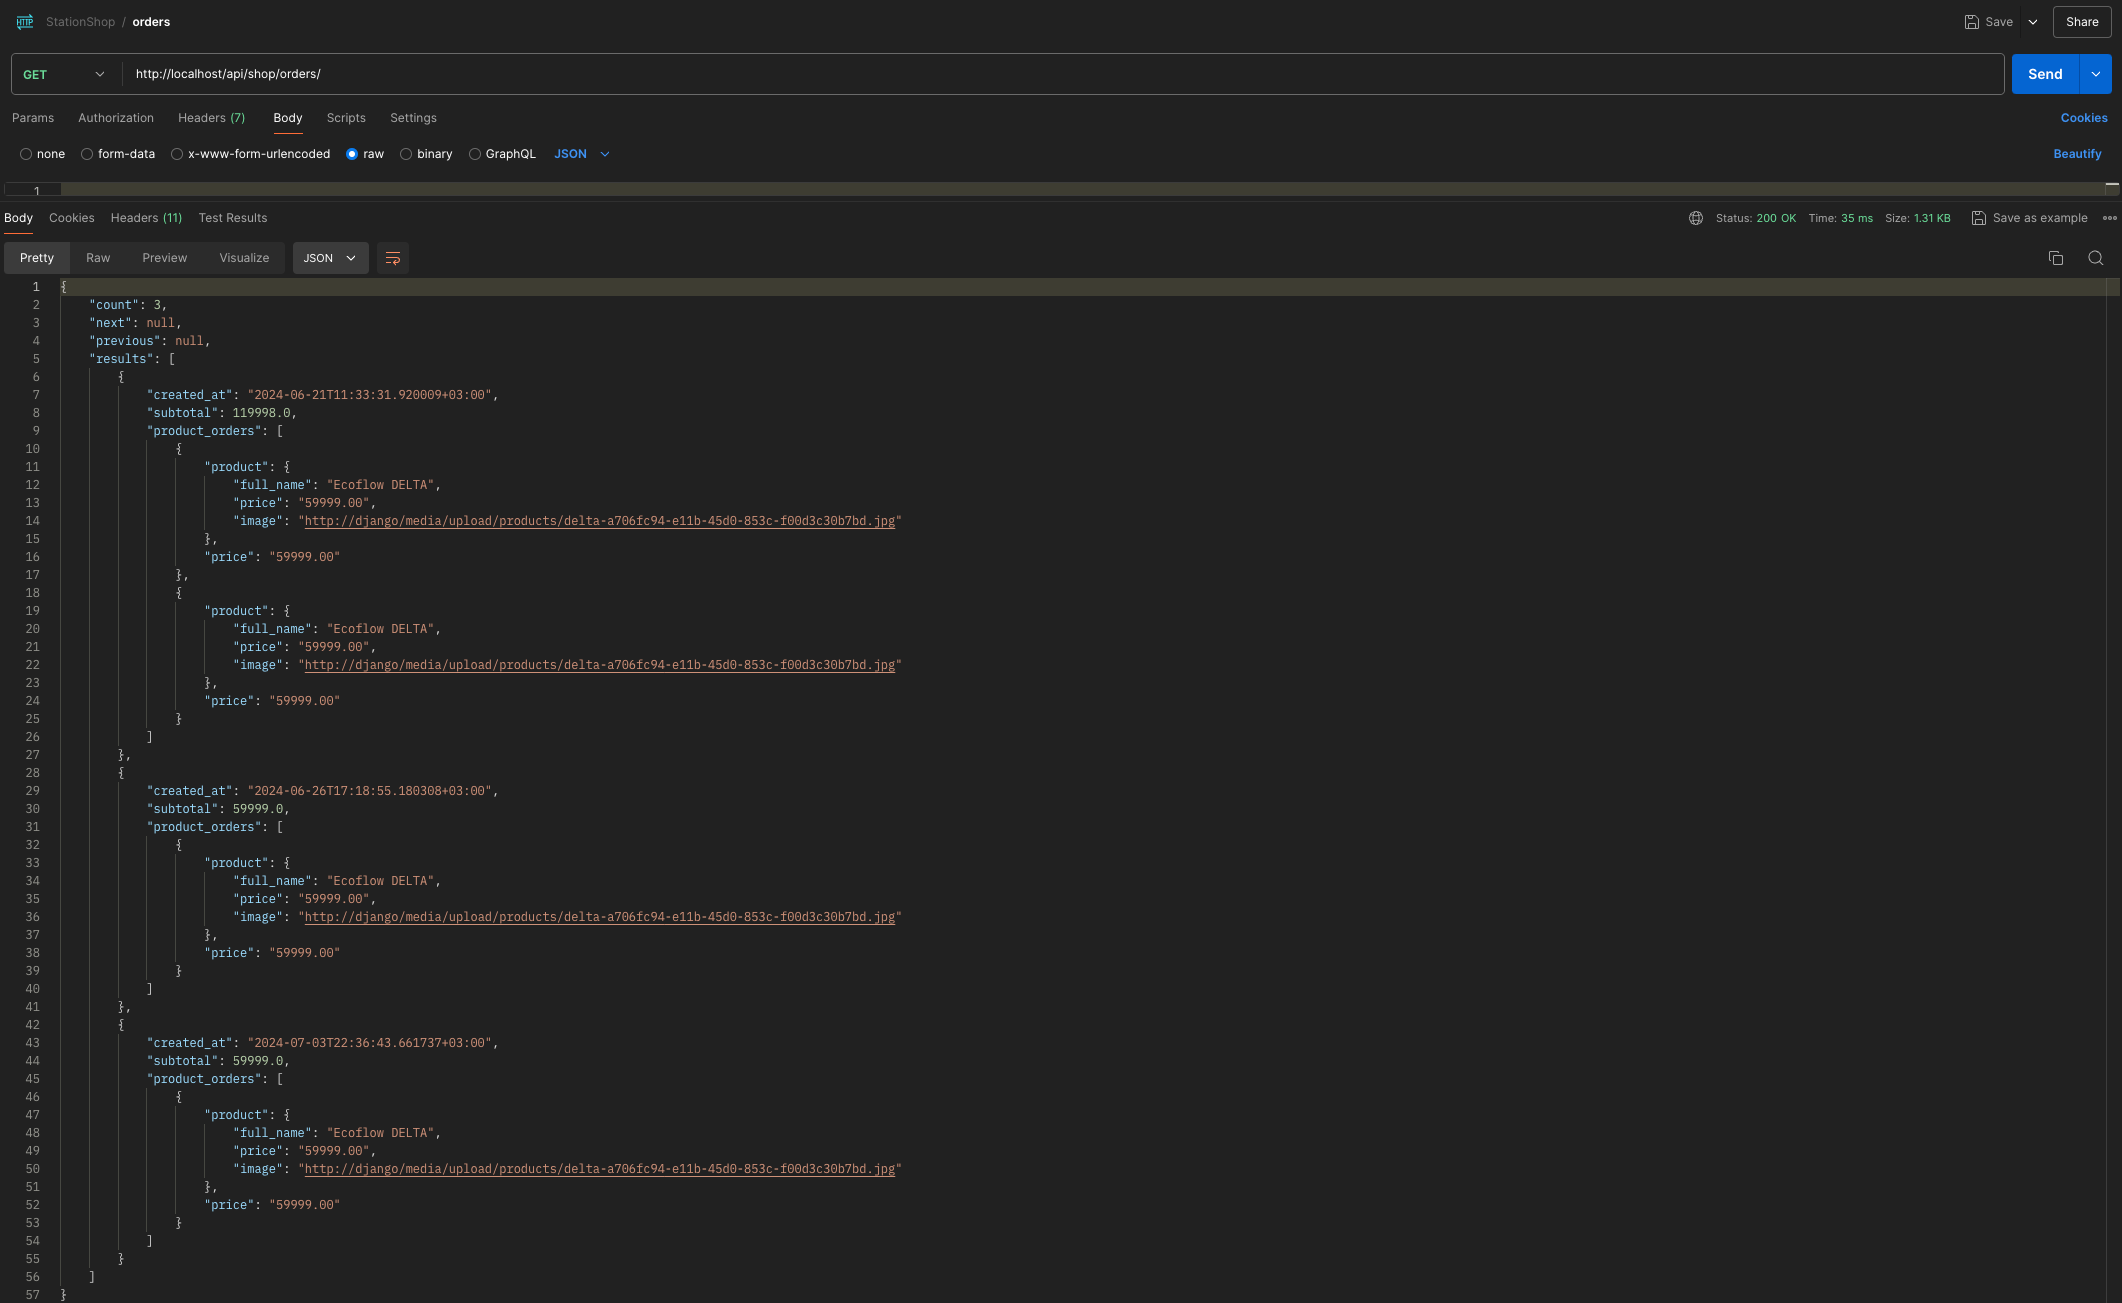 StationShop / orders
Save
Share
GET
http://localhost/api/shop/orders/
Send
Params Authorization Headers (7) Body Scripts Settings Cookies
none form-data x-www-form-urlencoded raw binary GraphQL JSON Beautify
1
Body Cookies Headers (11) Test Results Status: 200 OK Time: 35 ms Size: 1.31 KB Save as example
Pretty Raw Preview Visualize JSON
1 {
2 "count": 3,
3 "next": null,
4 "previous": null,
5 "results": [
6 {
7 "created_at": "2024-06-21T11:33:31.920009+03:00",
8 "subtotal": 119998.0,
9 "product_orders": [
10 {
11 "product": {
12 "full_name": "Ecoflow DELTA",
13 "price": "59999.00",
14 "image": "http://django/media/upload/products/delta-a706fc94-e11b-45d0-853c-f00d3c30b7bd.jpg"
15 },
16 "price": "59999.00"
17 },
18 {
19 "product": {
20 "full_name": "Ecoflow DELTA",
21 "price": "59999.00",
22 "image": "http://django/media/upload/products/delta-a706fc94-e11b-45d0-853c-f00d3c30b7bd.jpg"
23 },
24 "price": "59999.00"
25 }
26 ]
27 },
28 {
29 "created_at": "2024-06-26T17:18:55.180308+03:00",
30 "subtotal": 59999.0,
31 "product_orders": [
32 {
33 "product": {
34 "full_name": "Ecoflow DELTA",
35 "price": "59999.00",
36 "image": "http://django/media/upload/products/delta-a706fc94-e11b-45d0-853c-f00d3c30b7bd.jpg"
37 },
38 "price": "59999.00"
39 }
40 ]
41 },
42 {
43 "created_at": "2024-07-03T22:36:43.661737+03:00",
44 "subtotal": 59999.0,
45 "product_orders": [
46 {
47 "product": {
48 "full_name": "Ecoflow DELTA",
49 "price": "59999.00",
50 "image": "http://django/media/upload/products/delta-a706fc94-e11b-45d0-853c-f00d3c30b7bd.jpg"
51 },
52 "price": "59999.00"
53 }
54 ]
55 }
56 ]
57 }